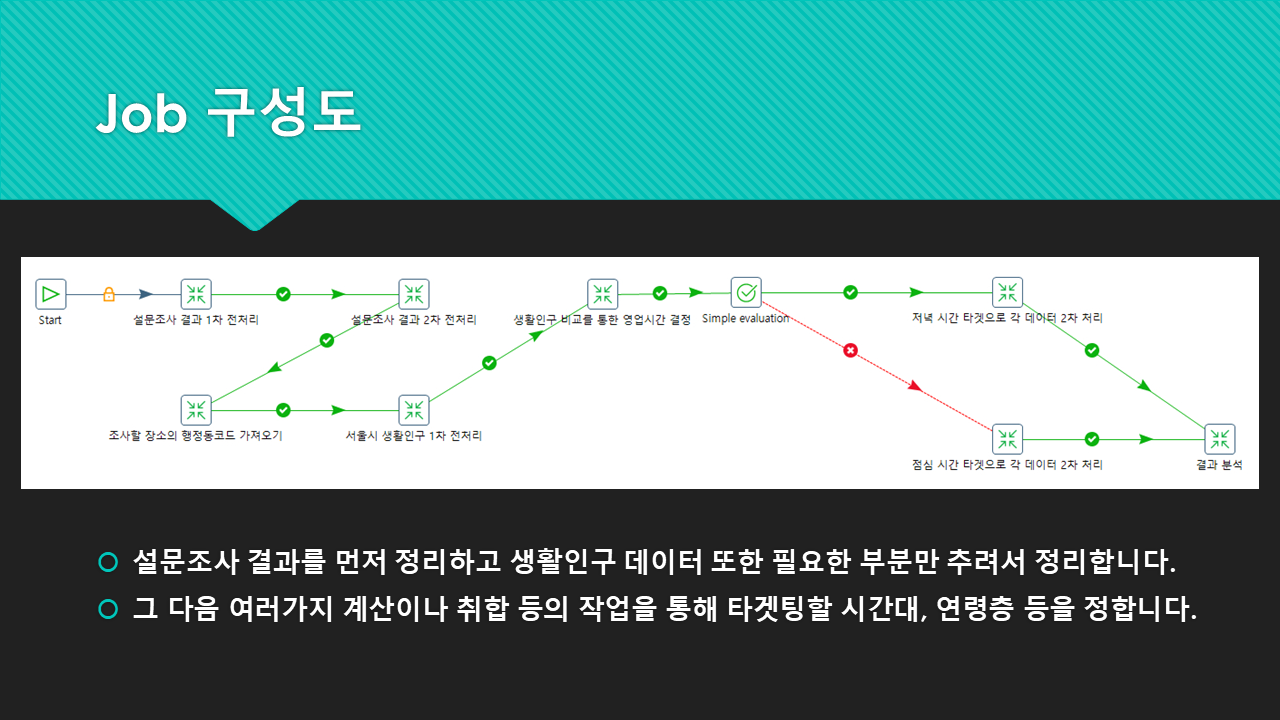 Job 구성도
Start
설문조사 결과 1차 전처리
설문조사 결과 2차 전처리
생활인구 비교를 통한 영업시간 결정
Simple evaluation
저녁 시간 타겟으로 각 데이터 2차 처리
조사할 장소의 행정동코드 가져오기
서울시 생활인구 1차 전처리
점심 시간 타겟으로 각 데이터 2차 처리
결과 분석
설문조사 결과를 먼저 정리하고 생활인구 데이터 또한 필요한 부분만 추려서 정리합니다.
그 다음 여러가지 계산이나 취합 등의 작업을 통해 타겟팅할 시간대, 연령층 등을 정합니다.